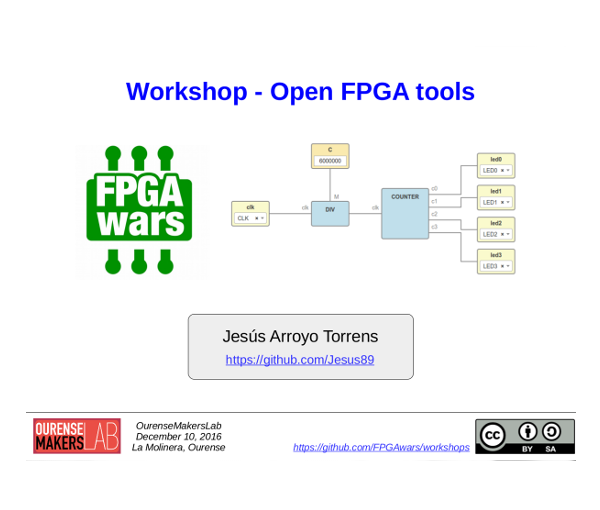 Workshop - Open FPGA tools
FPGA
wars
C
6000000
M
clk
CLK
clk
DIV
clk
COUNTER
c0
c1
c2
c3
led0
LED0
led1
LED1
led2
LED2
led3
LED3
Jesús Arroyo Torrens
https://github.com/Jesus89
OURENSE
MAKERS
LAB
OurenseMakersLab
December 10, 2016
La Molinera, Ourense
https://github.com/FPGAwars/workshops
cc
BY SA